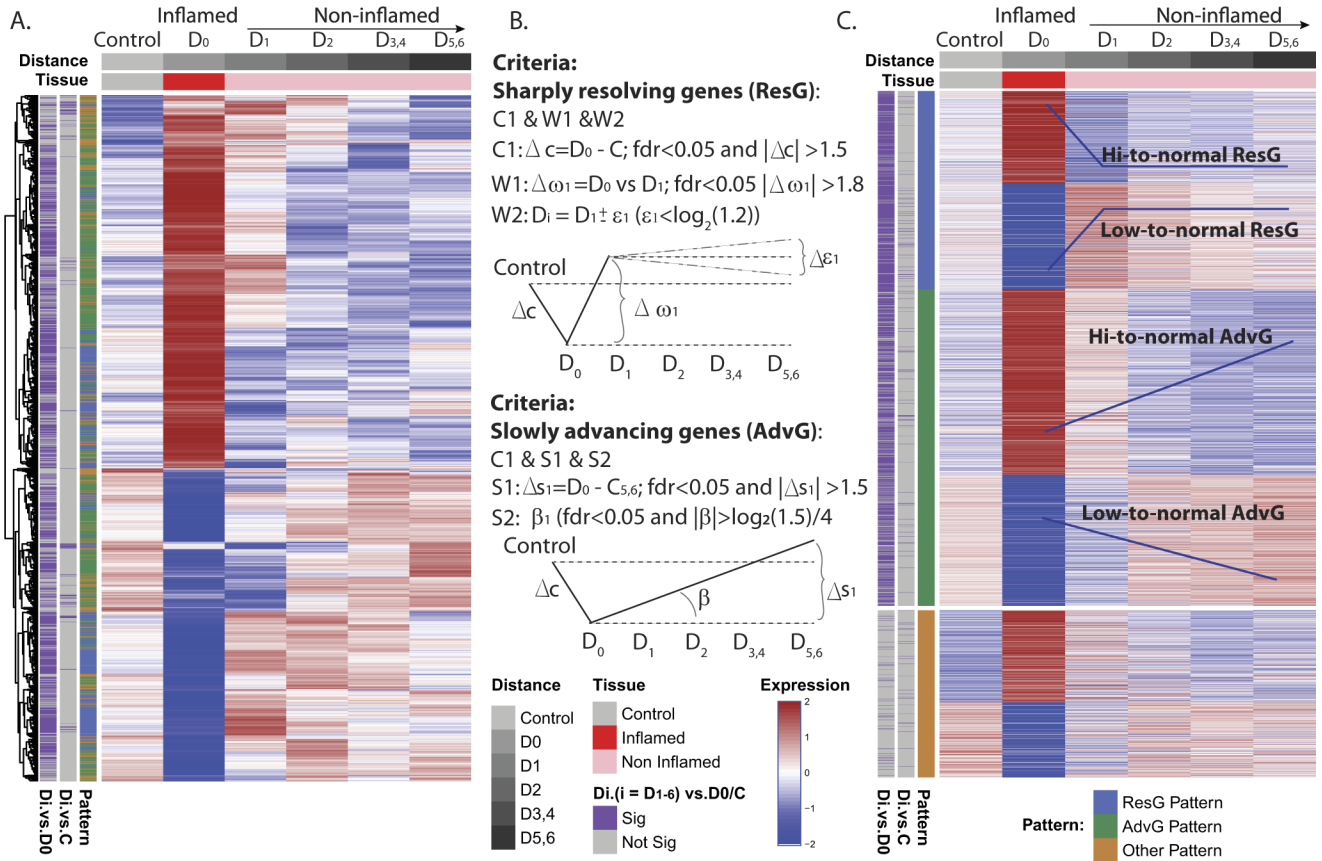 A.
Inflamed
Non-inflamed
Control D0 D1 D2 D3,4 D5,6
Distance
Tissue
Di.vs.D0
Di.vs.C
Pattern
B.
Criteria:
Sharply resolving genes (ResG):
C1 & W1 &W2
C1: Δ c=D0 - C; fdr<0.05 and |Δc| >1.5
W1: Δω1=D0 vs D1; fdr<0.05 |Δω1| >1.8
W2: Di = D1 ± ε1 (ε1<log2(1.2))
Control
Δc
Δ ω1
Δε1
D0 D1 D2 D3,4 D5,6
Criteria:
Slowly advancing genes (AdvG):
C1 & S1 & S2
S1: Δs1=D0 - C5,6; fdr<0.05 and |Δs1| >1.5
S2: β1 (fdr<0.05 and |β|>log2(1.5)/4
Control
Δc
β
Δs1
D0 D1 D2 D3,4 D5,6
Distance
Control
D0
D1
D2
D3,4
D5,6
Tissue
Control
Inflamed
Non Inflamed
Di.(i = D1-6) vs.D0/C
Sig
Not Sig
Expression
2
1
0
-1
-2
C.
Inflamed
Non-inflamed
Control D0 D1 D2 D3,4 D5,6
Distance
Tissue
Hi-to-normal ResG
Low-to-normal ResG
Hi-to-normal AdvG
Low-to-normal AdvG
Di.vs.D0
Di.vs.C
Pattern
Pattern:
ResG Pattern
AdvG Pattern
Other Pattern